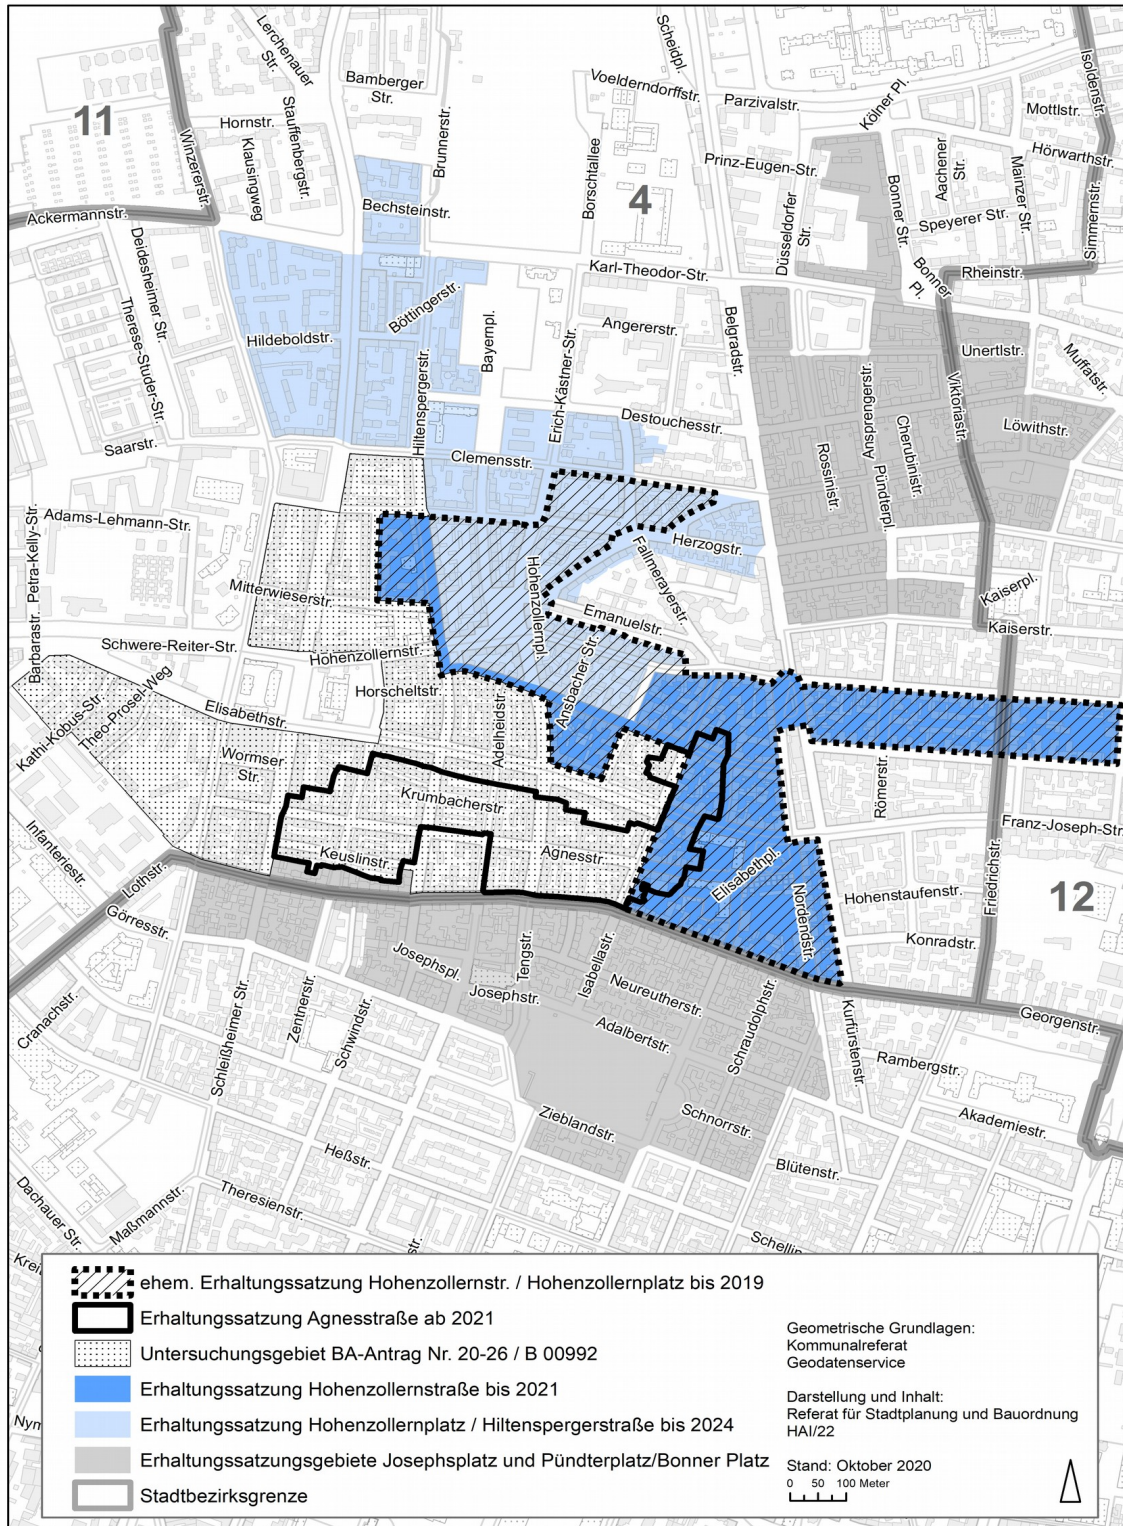 Lerchenauer
Str.
Bamberger
Str.
Scheidpl.
Voelderndorffstr.
Parzivalstr.
Kölner Pl.
Isoldenstr.
Mottlstr.
11
Hornstr.
Stauffenbergstr.
Klausingweg
Winzererstr.
Brunnerstr.
Borschtallee
Prinz-Eugen-Str.
Aachener
Str.
Mainzer Str.
Hörwarthstr.
4
Bonner Str.
Düsseldorfer
Str.
Speyerer Str.
Simmernstr.
Ackermannstr.
Bechsteinstr.
Deidesheimer Str.
Therese-Studer-Str.
Karl-Theodor-Str.
Rheinstr.
Bonner
Pl.
Böttingerstr.
Hildeboldstr.
Bayernpl.
Hiltenspergerstr.
Erich-Kästner-Str.
Angererstr.
Belgradstr.
Unertlstr.
Muffatstr.
Ansprengerstr.
Viktoriastr.
Destouchesstr.
Cherubinistr.
Löwithstr.
Saarstr.
Clemensstr.
Rossinistr.
Pündterpl.
Adams-Lehmann-Str.
Petra-Kelly-Str.
Barbarastr.
Herzogstr.
Hohenzollernpl.
Fallmerayerstr.
Mitterwieserstr.
Emanuelstr.
Kaiserpl.
Kaiserstr.
Schwere-Reiter-Str.
Hohenzollernstr.
Ansbacher Str.
Horscheltstr.
Theo-Prosel-Weg
Kathi-Kobus-Str.
Elisabethstr.
Adelheidstr.
Wormser
Str.
Krumbacherstr.
Römerstr.
Franz-Joseph-Str.
Infanteriestr.
Keuslinstr.
Agnesstr.
Elisabethpl.
Nordendstr.
Hohenstaufenstr.
Friedrichstr.
12
Lothstr.
Görresstr.
Konradstr.
Josephspl.
Tengstr.
Isabellastr.
Josephstr.
Neureutherstr.
Schraudolphstr.
Kurfürstenstr.
Georgenstr.
Cranachstr.
Schleißheimer Str.
Zentnerstr.
Schwindstr.
Adalbertstr.
Rambergstr.
Zieblandstr.
Schnorrstr.
Akademiestr.
Heßstr.
Blütenstr.
Dachauer Str.
Maßmannstr.
Theresienstr.
Schellin
str.
Krei
Nym
ehem. Erhaltungssatzung Hohenzollernstr. / Hohenzollernplatz bis 2019
Erhaltungssatzung Agnesstraße ab 2021
Untersuchungsgebiet BA-Antrag Nr. 20-26 / B 00992
Erhaltungssatzung Hohenzollernstraße bis 2021
Erhaltungssatzung Hohenzollernplatz / Hiltenspergerstraße bis 2024
Erhaltungssatzungsgebiete Josephsplatz und Pündterplatz/Bonner Platz
Stadtbezirksgrenze
Geometrische Grundlagen:
Kommunalreferat
Geodatenservice
Darstellung und Inhalt:
Referat für Stadtplanung und Bauordnung
HAI/22
Stand: Oktober 2020
0 50 100 Meter